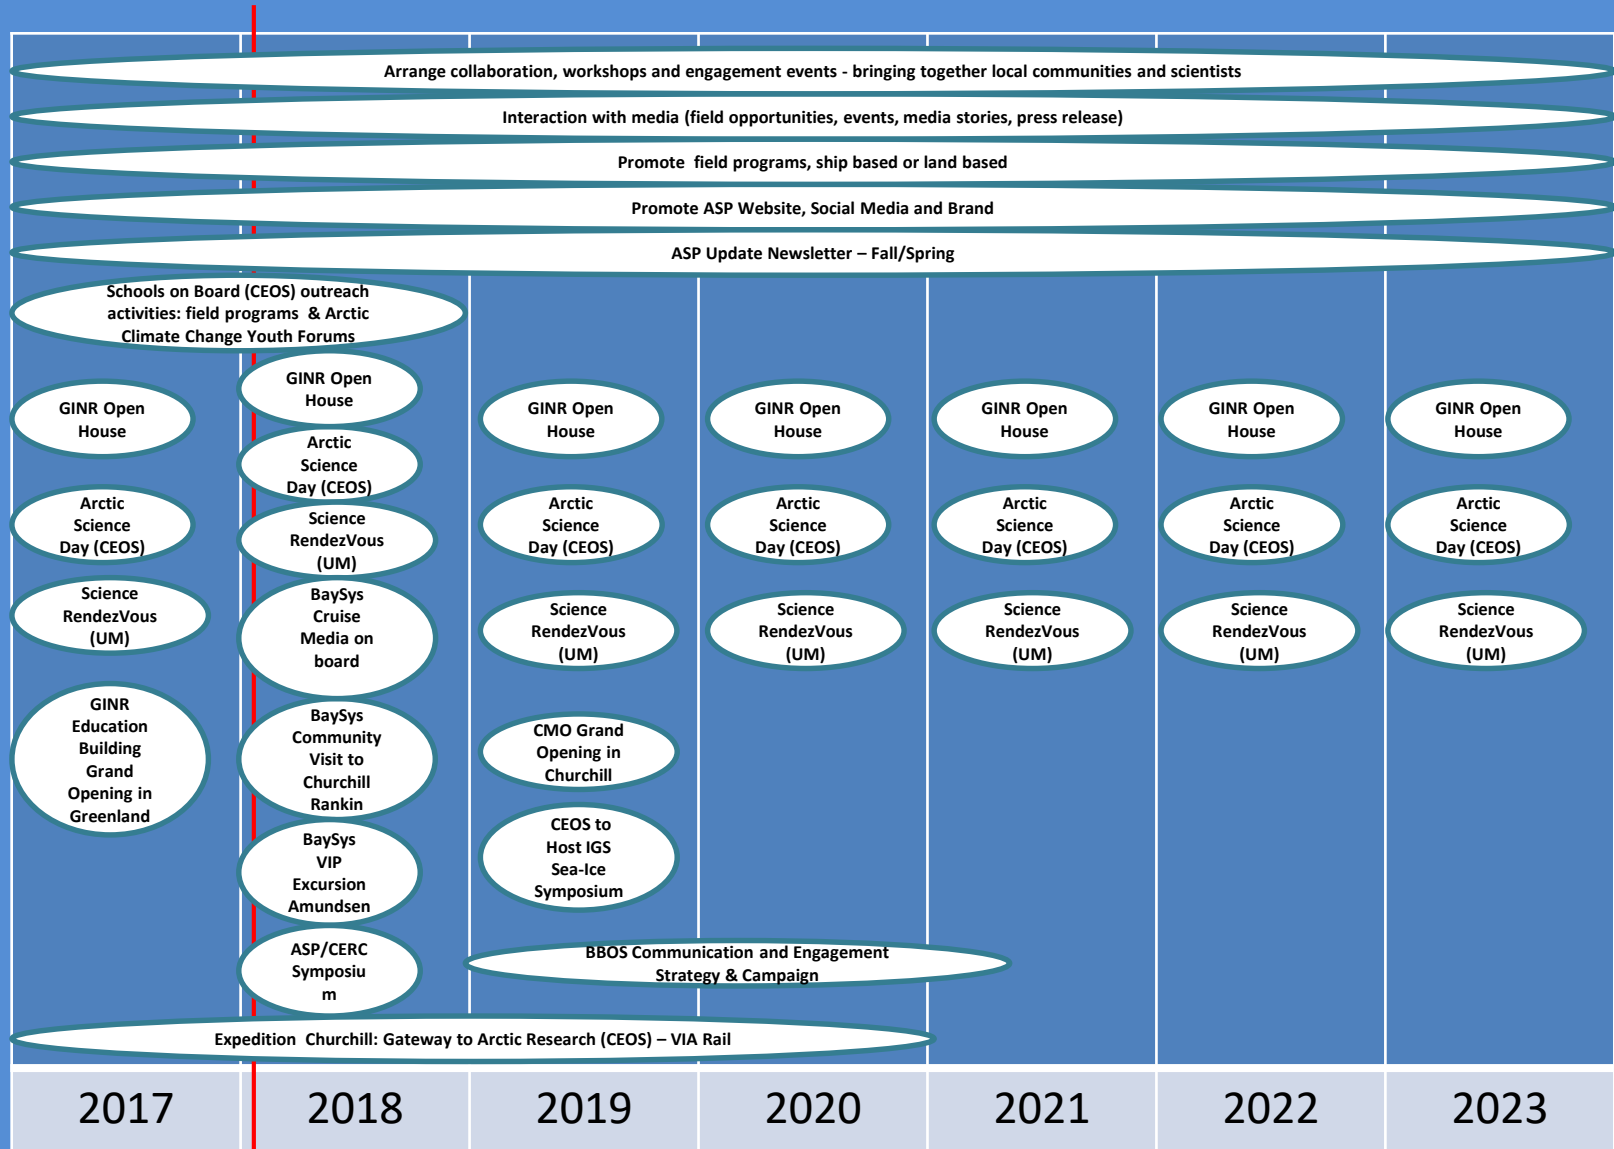 Arrange collaboration, workshops and engagement events - bringing together local communities and scientists
Interaction with media (field opportunities, events, media stories, press release)
Promote field programs, ship based or land based
Promote ASP Website, Social Media and Brand
ASP Update Newsletter – Fall/Spring
Schools on Board (CEOS) outreach
activities: field programs & Arctic
Climate Change Youth Forums
GINR Open
House
Arctic
Science
Day (CEOS)
Science
RendezVous
(UM)
GINR
Education
Building
Grand
Opening in
Greenland
GINR Open
House
Arctic
Science
Day (CEOS)
Science
RendezVous
(UM)
BaySys
Cruise
Media on
board
BaySys
Community
Visit to
Churchill
Rankin
BaySys
VIP
Excursion
Amundsen
ASP/CERC
Symposiu
m
GINR Open
House
Arctic
Science
Day (CEOS)
Science
RendezVous
(UM)
CMO Grand
Opening in
Churchill
CEOS to
Host IGS
Sea-Ice
Symposium
GINR Open
House
Arctic
Science
Day (CEOS)
Science
RendezVous
(UM)
GINR Open
House
Arctic
Science
Day (CEOS)
Science
RendezVous
(UM)
GINR Open
House
Arctic
Science
Day (CEOS)
Science
RendezVous
(UM)
GINR Open
House
Arctic
Science
Day (CEOS)
Science
RendezVous
(UM)
BBOS Communication and Engagement
Strategy & Campaign
Expedition Churchill: Gateway to Arctic Research (CEOS) – VIA Rail
2017 2018 2019 2020 2021 2022 2023